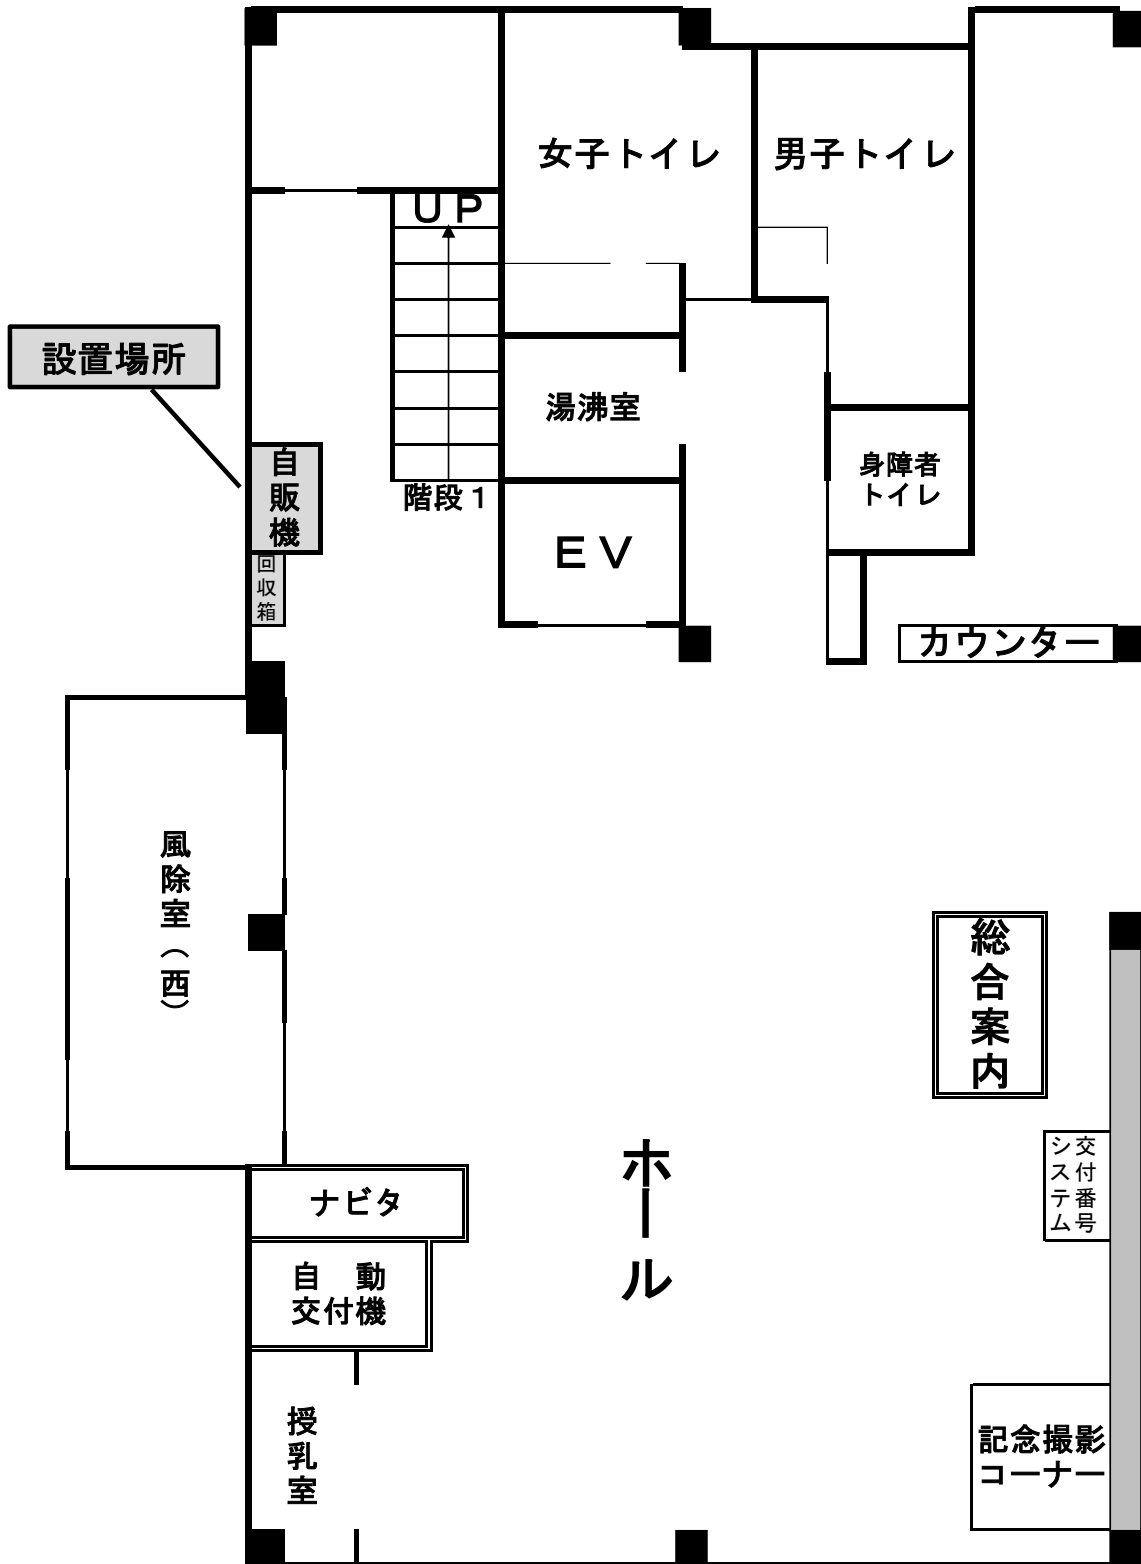 女子トイレ
男子トイレ
UP
設置場所
湯沸室
自販機
身障者
トイレ
階段1
EV
回収箱
カウンター
風除室(西)
総合案内
ホール
交付番号
システム
ナビタ
自 動
交付機
授乳室
記念撮影
コーナー